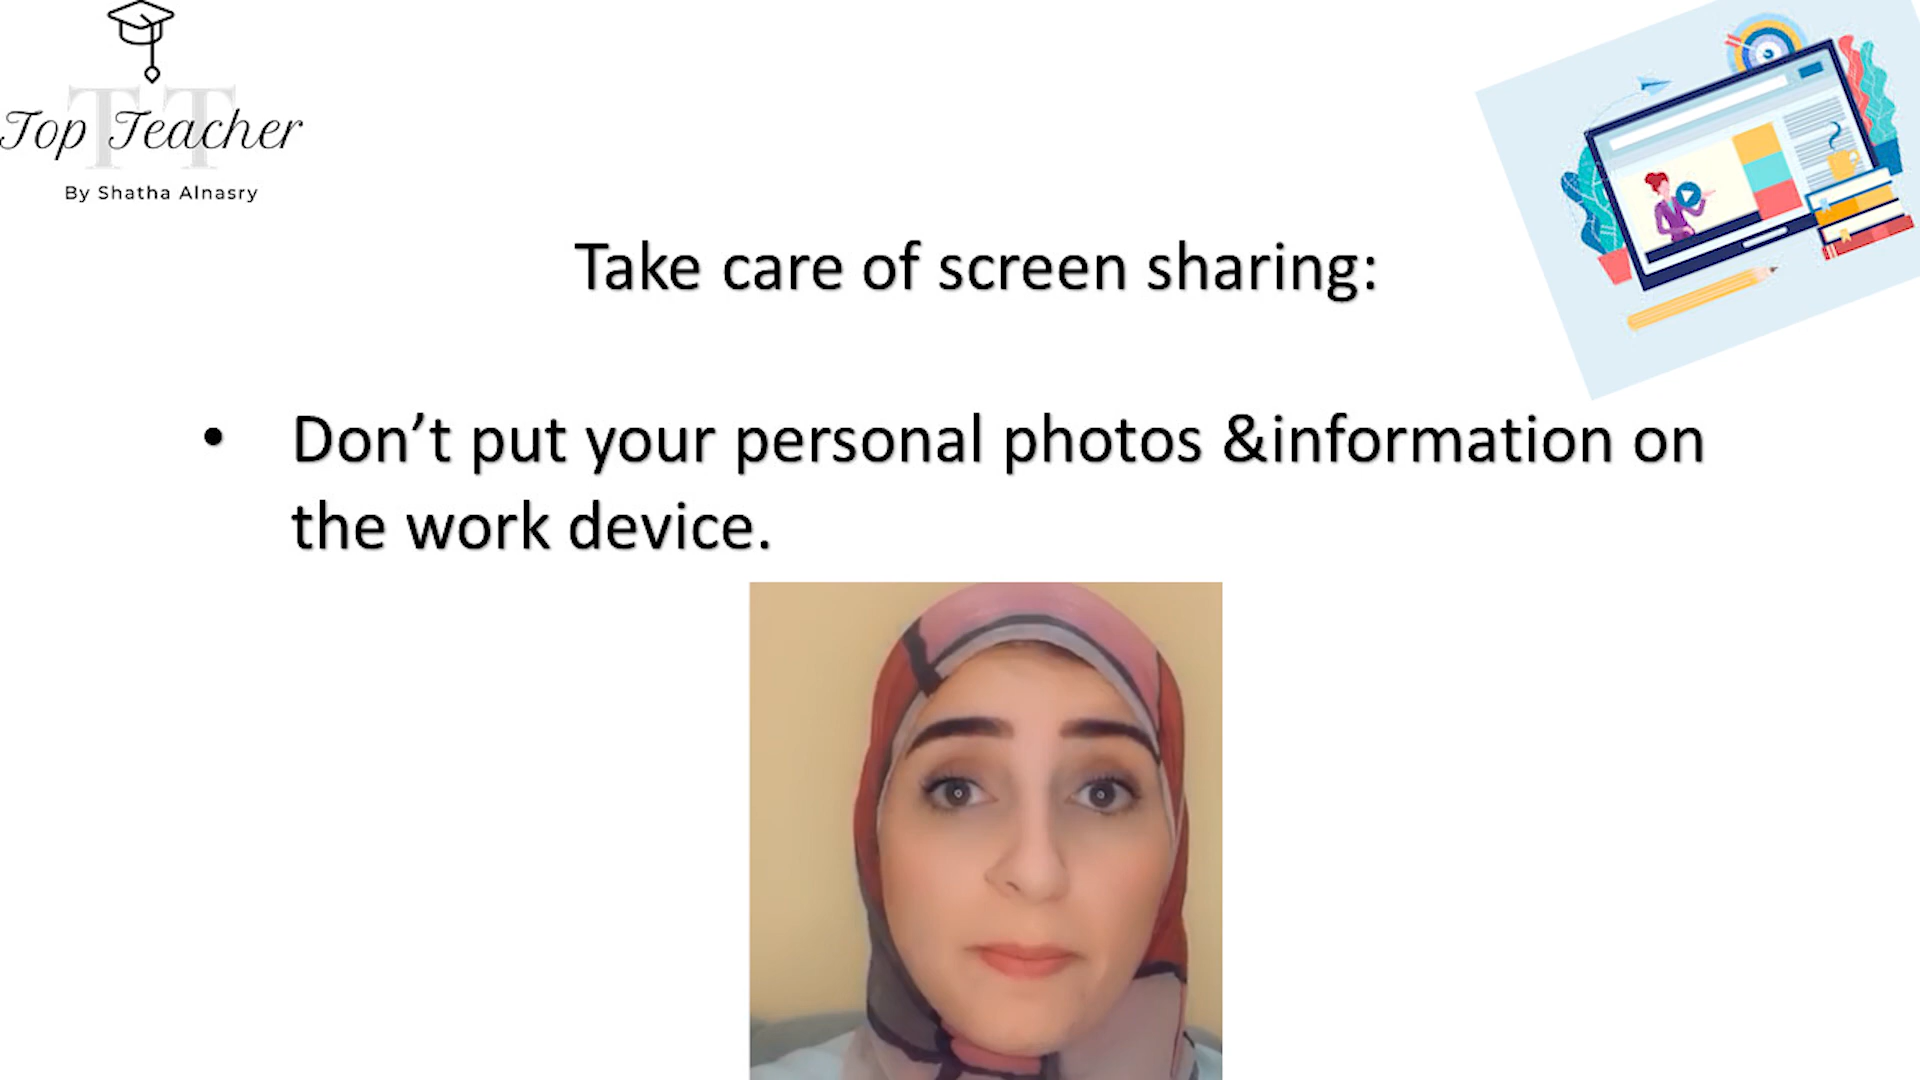 TT
Top Teacher
By Shatha Alnasry
Take care of screen sharing:
• Don’t put your personal photos &information on
the work device.